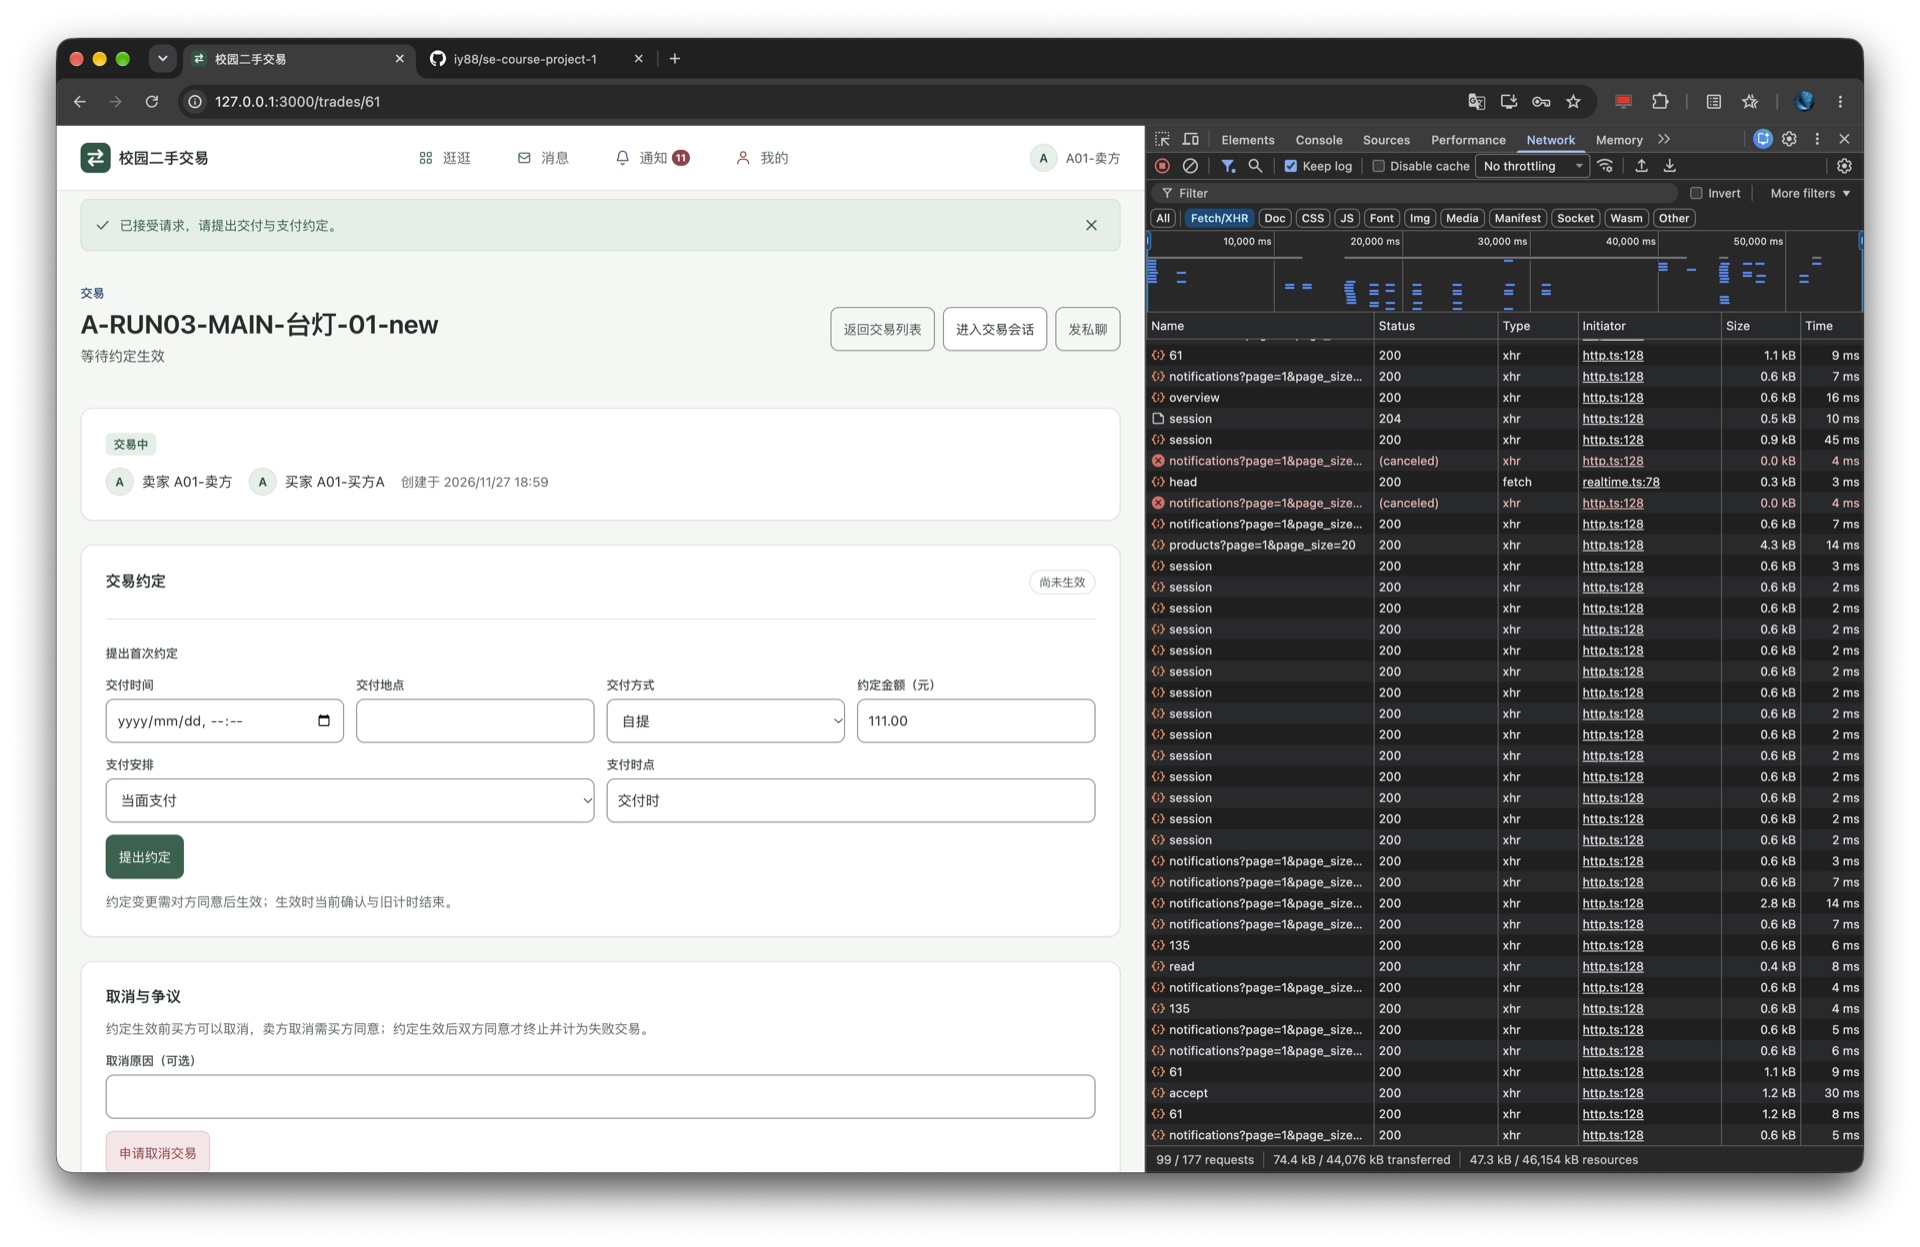 校园二手交易
iy88/se-course-project-1
127.0.0.1:3000/trades/61
校园二手交易
逛逛
消息
通知 11
我的
A A01-卖方
已接受请求，请提出交付与支付约定。
交易
A-RUN03-MAIN-台灯-01-new
等待约定生效
返回交易列表
进入交易会话
发私聊
交易中
A 卖家 A01-卖方 A 买家 A01-买方A 创建于 2026/11/27 18:59
交易约定
尚未生效
提出首次约定
交付时间 交付地点 交付方式 约定金额（元）
yyyy/mm/dd, --:-- 自提 111.00
支付安排 支付时点
当面支付 交付时
提出约定
约定变更需对方同意后生效；生效时当前确认与旧计时结束。
取消与争议
约定生效前买方可以取消，卖方取消需买方同意；约定生效后双方同意才终止并计为失败交易。
取消原因（可选）
申请取消交易
Elements Console Sources Performance Network Memory
Keep log Disable cache No throttling
Filter Invert More filters
All Fetch/XHR Doc CSS JS Font Img Media Manifest Socket Wasm Other
10,000 ms 20,000 ms 30,000 ms 40,000 ms 50,000 ms
Name Status Type Initiator Size Time
61 200 xhr http.ts:128 1.1 kB 9 ms
notifications?page=1&page_size... 200 xhr http.ts:128 0.6 kB 7 ms
overview 200 xhr http.ts:128 0.6 kB 16 ms
session 204 xhr http.ts:128 0.5 kB 10 ms
session 200 xhr http.ts:128 0.9 kB 45 ms
notifications?page=1&page_size... (canceled) xhr http.ts:128 0.0 kB 4 ms
head 200 fetch realtime.ts:78 0.3 kB 3 ms
notifications?page=1&page_size... (canceled) xhr http.ts:128 0.0 kB 4 ms
notifications?page=1&page_size... 200 xhr http.ts:128 0.6 kB 7 ms
products?page=1&page_size=20 200 xhr http.ts:128 4.3 kB 14 ms
session 200 xhr http.ts:128 0.6 kB 3 ms
session 200 xhr http.ts:128 0.6 kB 2 ms
session 200 xhr http.ts:128 0.6 kB 2 ms
session 200 xhr http.ts:128 0.6 kB 2 ms
session 200 xhr http.ts:128 0.6 kB 2 ms
session 200 xhr http.ts:128 0.6 kB 2 ms
session 200 xhr http.ts:128 0.6 kB 2 ms
session 200 xhr http.ts:128 0.6 kB 2 ms
session 200 xhr http.ts:128 0.6 kB 2 ms
session 200 xhr http.ts:128 0.6 kB 2 ms
session 200 xhr http.ts:128 0.6 kB 2 ms
session 200 xhr http.ts:128 0.6 kB 2 ms
session 200 xhr http.ts:128 0.6 kB 2 ms
session 200 xhr http.ts:128 0.6 kB 2 ms
notifications?page=1&page_size... 200 xhr http.ts:128 0.6 kB 3 ms
notifications?page=1&page_size... 200 xhr http.ts:128 0.6 kB 7 ms
notifications?page=1&page_size... 200 xhr http.ts:128 2.8 kB 14 ms
notifications?page=1&page_size... 200 xhr http.ts:128 0.6 kB 7 ms
135 200 xhr http.ts:128 0.6 kB 6 ms
read 200 xhr http.ts:128 0.4 kB 8 ms
notifications?page=1&page_size... 200 xhr http.ts:128 0.6 kB 4 ms
135 200 xhr http.ts:128 0.6 kB 4 ms
notifications?page=1&page_size... 200 xhr http.ts:128 0.6 kB 5 ms
notifications?page=1&page_size... 200 xhr http.ts:128 0.6 kB 6 ms
61 200 xhr http.ts:128 1.1 kB 9 ms
accept 200 xhr http.ts:128 1.2 kB 30 ms
61 200 xhr http.ts:128 1.2 kB 8 ms
notifications?page=1&page_size... 200 xhr http.ts:128 0.6 kB 5 ms
99 / 177 requests 74.4 kB / 44,076 kB transferred 47.3 kB / 46,154 kB resources